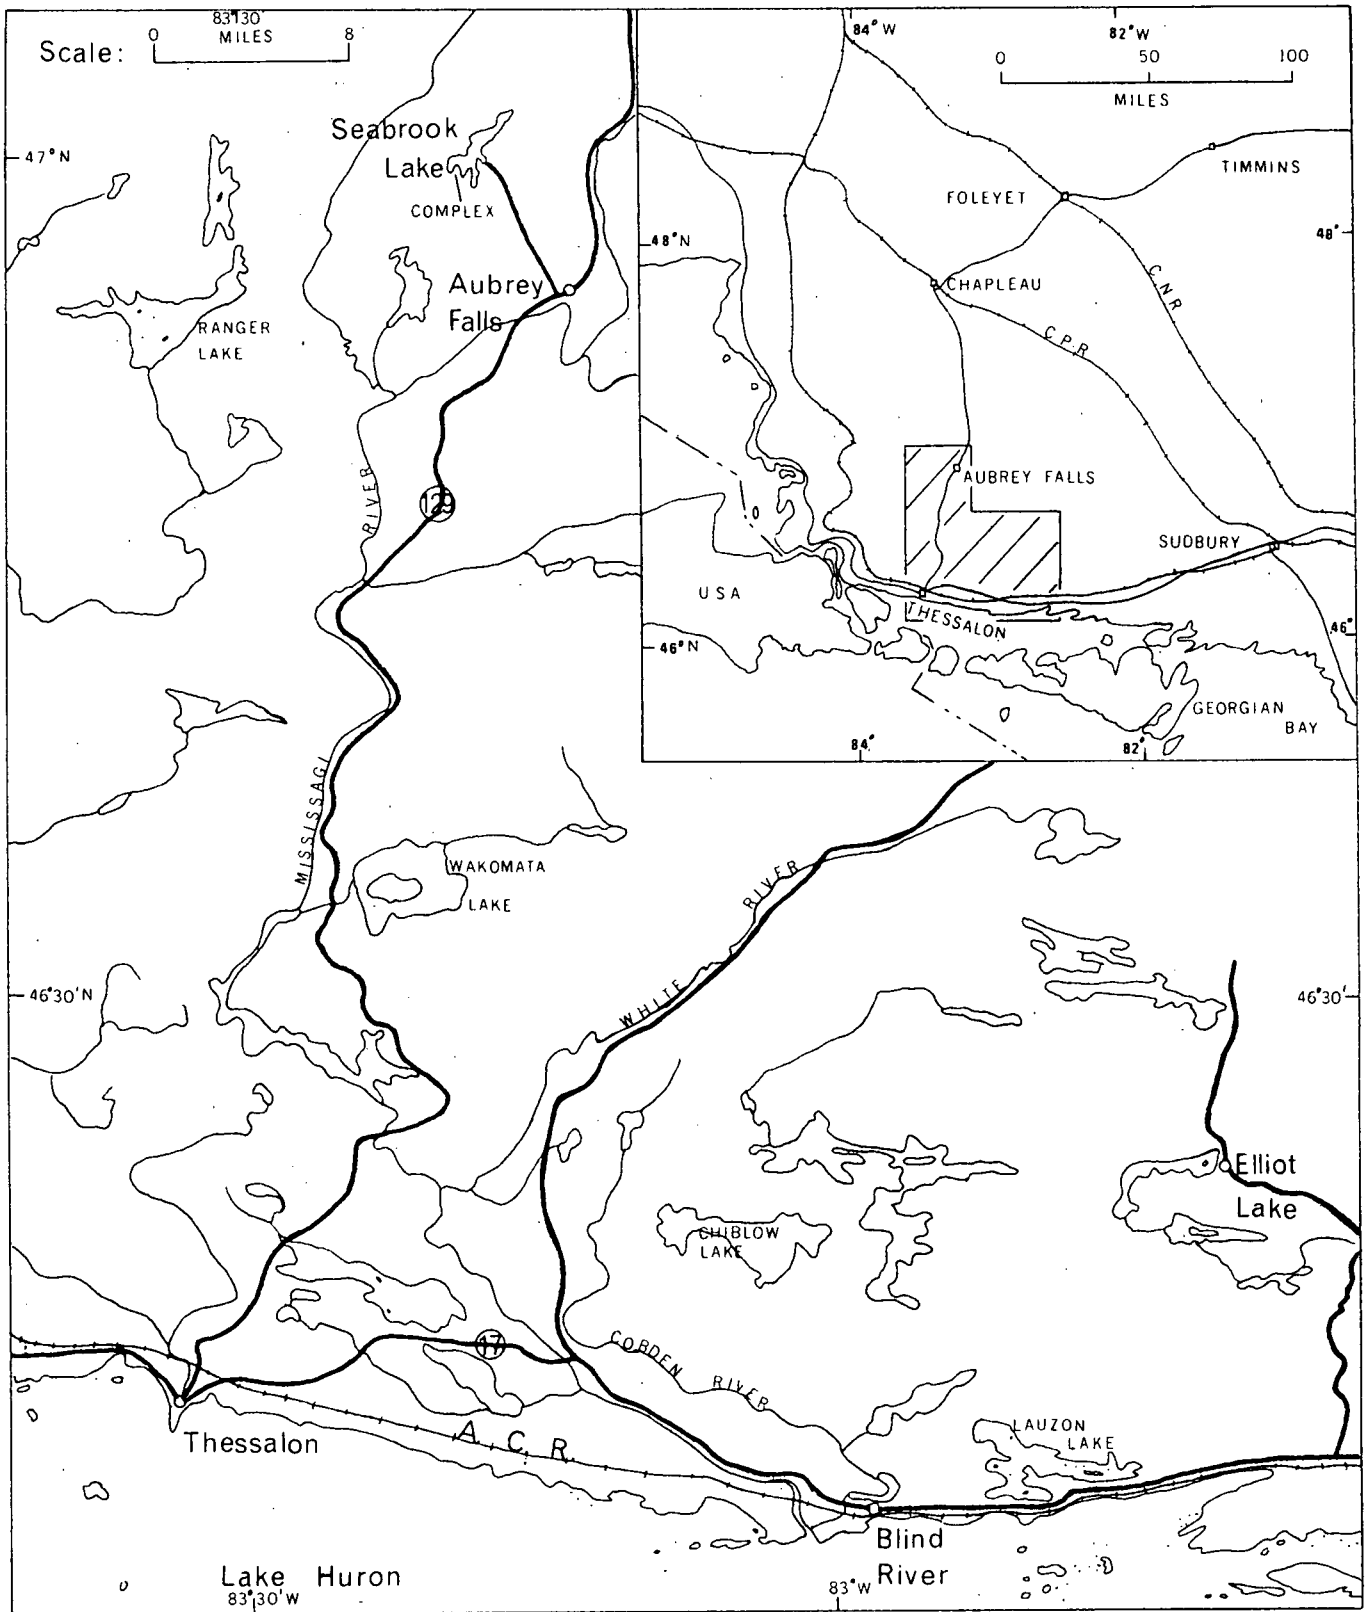 83°30'
Scale:
0 MILES 8
Seabrook
Lake
COMPLEX
47°N
Aubrey
Falls
RANGER
LAKE
129
RIVER
MISSISSAGI
WAKOMATA
LAKE
46°30'N
WHITE RIVER
46°30'
Elliot
Lake
CHIBLOW
LAKE
17
COBDEN RIVER
LAUZON
LAKE
A. C. R.
Thessalon
Blind
River
Lake Huron
83°30'W
83°W
84°W
82°W
0 50 100
MILES
TIMMINS
FOLEYET
48°N
48°
CHAPLEAU
C.N.R
C.P.R
AUBREY FALLS
SUDBURY
USA
THESSALON
46°N
46°
GEORGIAN
BAY
84°
82°